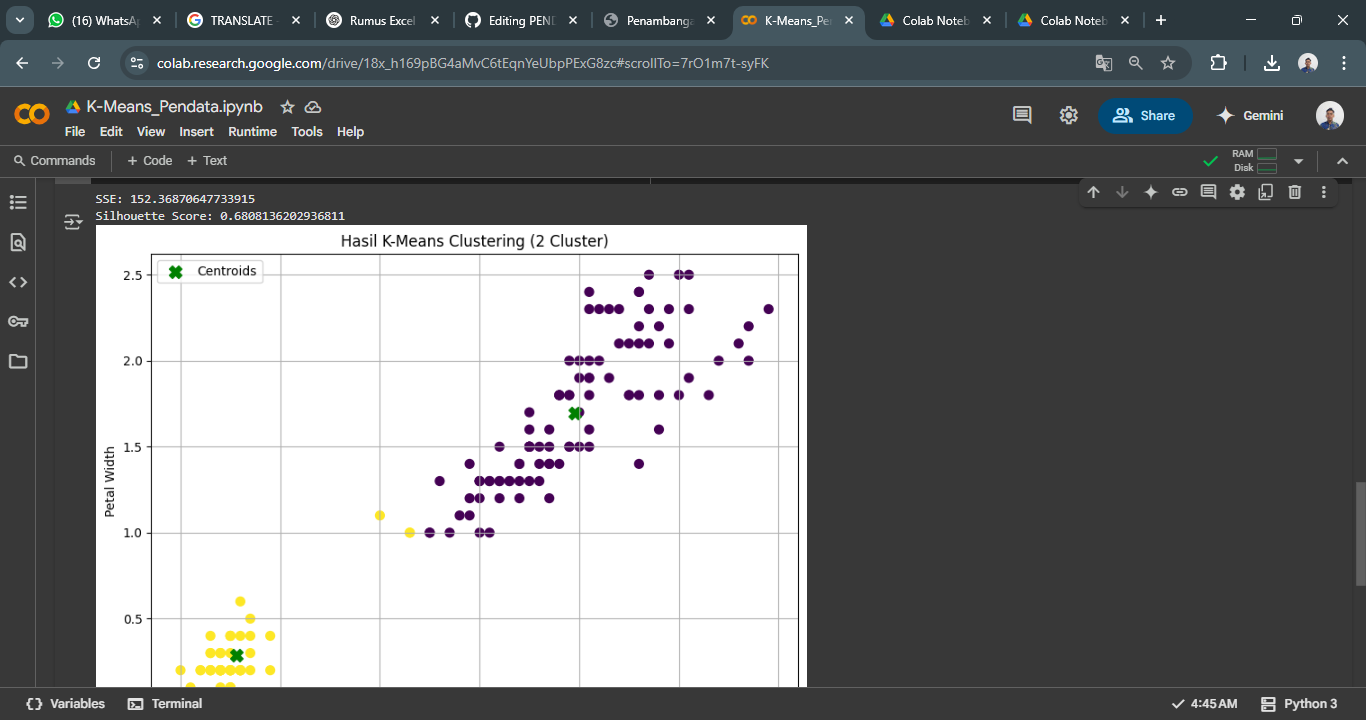 (16) WhatsA
TRANSLATE -
Rumus Excel
Editing PEN
Penambanga
K-Means_Pe
Colab Noteb
Colab Noteb
colab.research.google.com/drive/18x_h169pBG4aMvC6tEqnYeUbpPExG8zc#scrollTo=7rO1m7t-syFK
K-Means_Pendata.ipynb
File Edit View Insert Runtime Tools Help
Share
Gemini
Commands + Code + Text
RAM
Disk
SSE: 152.36870647733915
Silhouette Score: 0.6808136202936811
Hasil K-Means Clustering (2 Cluster)
Centroids
2.5
2.0
1.5
1.0
0.5
Petal Width
Variables Terminal
4:45 AM Python 3